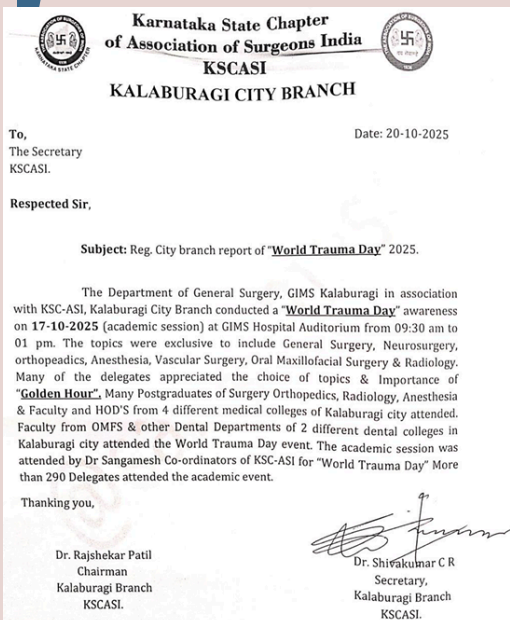 Karnataka State Chapter
of Association of Surgeons India
KSCASI
KALABURAGI CITY BRANCH
To,
Date: 20-10-2025
The Secretary
KSCASI.
Respected Sir,
Subject: Reg. City branch report of "World Trauma Day" 2025.
The Department of General Surgery, GIMS Kalaburagi in association
with KSC-ASI, Kalaburagi City Branch conducted a "World Trauma Day" awareness
on 17-10-2025 (academic session) at GIMS Hospital Auditorium from 09:30 am to
01 pm. The topics were exclusive to include General Surgery, Neurosurgery,
orthopeadics, Anesthesia, Vascular Surgery, Oral Maxillofacial Surgery & Radiology.
Many of the delegates appreciated the choice of topics & Importance of
"Golden Hour". Many Postgraduates of Surgery Orthopedics, Radiology, Anesthesia
& Faculty and HOD'S from 4 different medical colleges of Kalaburagi city attended.
Faculty from OMFS & other Dental Departments of 2 different dental colleges in
Kalaburagi city attended the World Trauma Day event. The academic session was
attended by Dr Sangamesh Co-ordinators of KSC-ASI for "World Trauma Day" More
than 290 Delegates attended the academic event.
Thanking you,
Dr. Rajshekar Patil
Chairman
Kalaburagi Branch
KSCASI.
Dr. Shivakumar C R
Secretary,
Kalaburagi Branch
KSCASI.